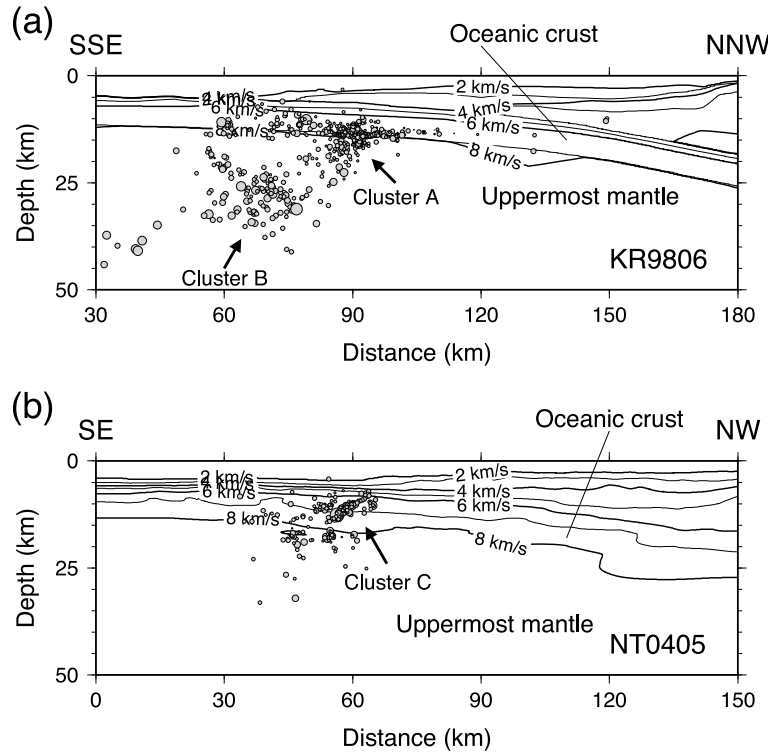 (a)
SSE
Oceanic crust
NNW
0
2 km/s
4 km/s
4 km/s
6 km/s
6 km/s
8 km/s
8 km/s
25
Cluster A
Uppermost mantle
Depth (km)
Cluster B
KR9806
50
30
60
90
120
150
180
Distance (km)
(b)
SE
Oceanic crust
NW
0
2 km/s
2 km/s
4 km/s
4 km/s
6 km/s
6 km/s
8 km/s
8 km/s
25
Cluster C
Depth (km)
Uppermost mantle
NT0405
50
0
30
60
90
120
150
Distance (km)